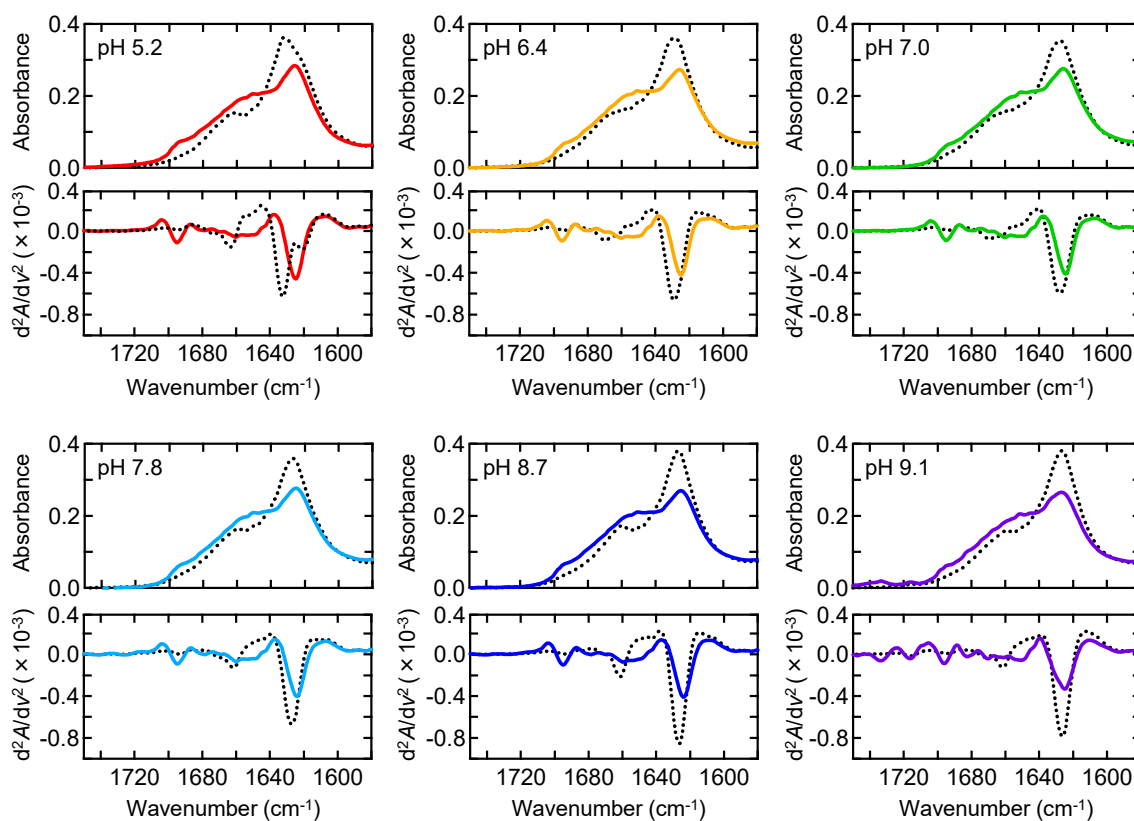 pH 5.2 pH 6.4 pH 7.0
Absorbance Absorbance Absorbance
0.4 0.4 0.4
0.2 0.2 0.2
0.0 0.0 0.0
d²A/dν² ( × 10⁻³) d²A/dν² ( × 10⁻³) d²A/dν² ( × 10⁻³)
0.4 0.4 0.4
0.0 0.0 0.0
-0.4 -0.4 -0.4
-0.8 -0.8 -0.8
1720 1680 1640 1600 1720 1680 1640 1600 1720 1680 1640 1600
Wavenumber (cm⁻¹) Wavenumber (cm⁻¹) Wavenumber (cm⁻¹)
pH 7.8 pH 8.7 pH 9.1
Absorbance Absorbance Absorbance
0.4 0.4 0.4
0.2 0.2 0.2
0.0 0.0 0.0
d²A/dν² ( × 10⁻³) d²A/dν² ( × 10⁻³) d²A/dν² ( × 10⁻³)
0.4 0.4 0.4
0.0 0.0 0.0
-0.4 -0.4 -0.4
-0.8 -0.8 -0.8
1720 1680 1640 1600 1720 1680 1640 1600 1720 1680 1640 1600
Wavenumber (cm⁻¹) Wavenumber (cm⁻¹) Wavenumber (cm⁻¹)